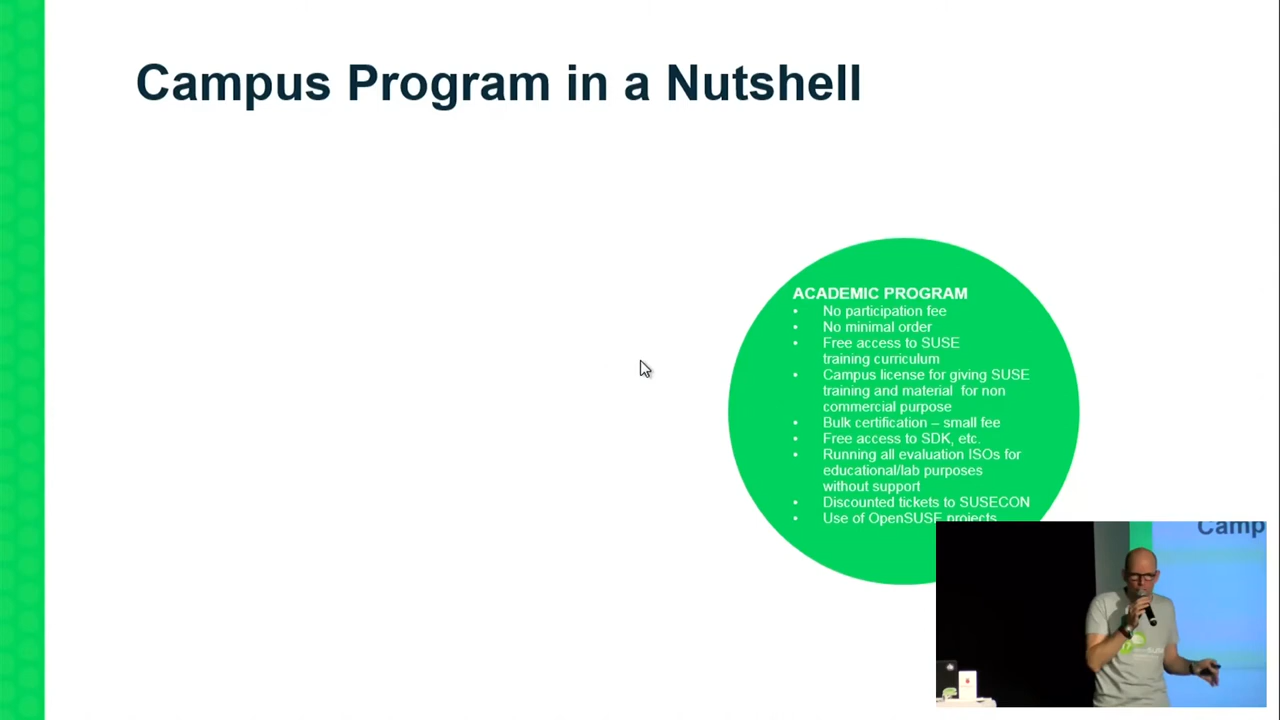 Campus Program in a Nutshell
ACADEMIC PROGRAM
• No participation fee
• No minimal order
• Free access to SUSE
training curriculum
• Campus license for giving SUSE
training and material for non
commercial purpose
• Bulk certification – small fee
• Free access to SDK, etc.
• Running all evaluation ISOs for
educational/lab purposes
without support
• Discounted tickets to SUSECON
• Use of OpenSUSE projects
Camp